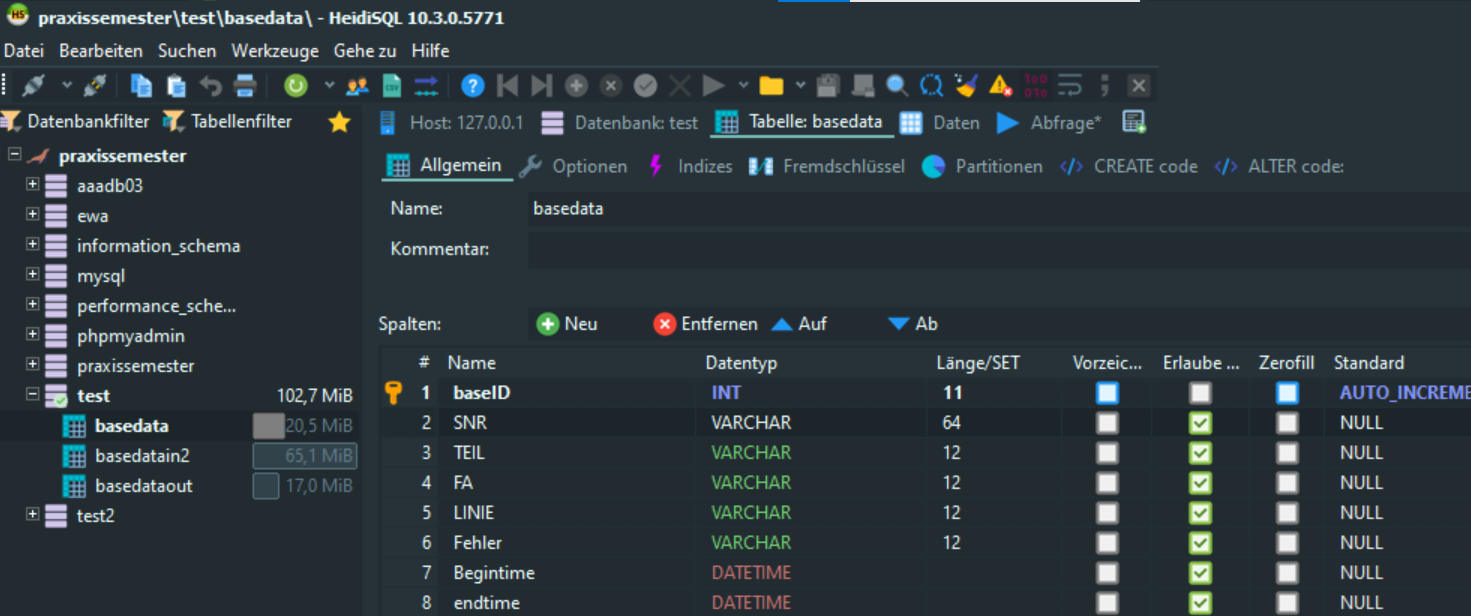 praxissemester\test\basedata\ - HeidiSQL 10.3.0.5771
Datei Bearbeiten Suchen Werkzeuge Gehe zu Hilfe
Datenbankfilter Tabellenfilter Host: 127.0.0.1 Datenbank: test Tabelle: basedata Daten Abfrage*
praxissemester
aaadb03
ewa
information_schema
mysql
performance_sche...
phpmyadmin
praxissemester
test 102,7 MiB
basedata 20,5 MiB
basedatain2 65,1 MiB
basedataout 17,0 MiB
test2
Allgemein Optionen Indizes Fremdschlüssel Partitionen CREATE code ALTER code:
Name: basedata
Kommentar:
Spalten: Neu Entfernen Auf Ab
# Name Datentyp Länge/SET Vorzeic... Erlaube ... Zerofill Standard
1 baseID INT 11 AUTO_INCREME
2 SNR VARCHAR 64 NULL
3 TEIL VARCHAR 12 NULL
4 FA VARCHAR 12 NULL
5 LINIE VARCHAR 12 NULL
6 Fehler VARCHAR 12 NULL
7 Begintime DATETIME NULL
8 endtime DATETIME NULL